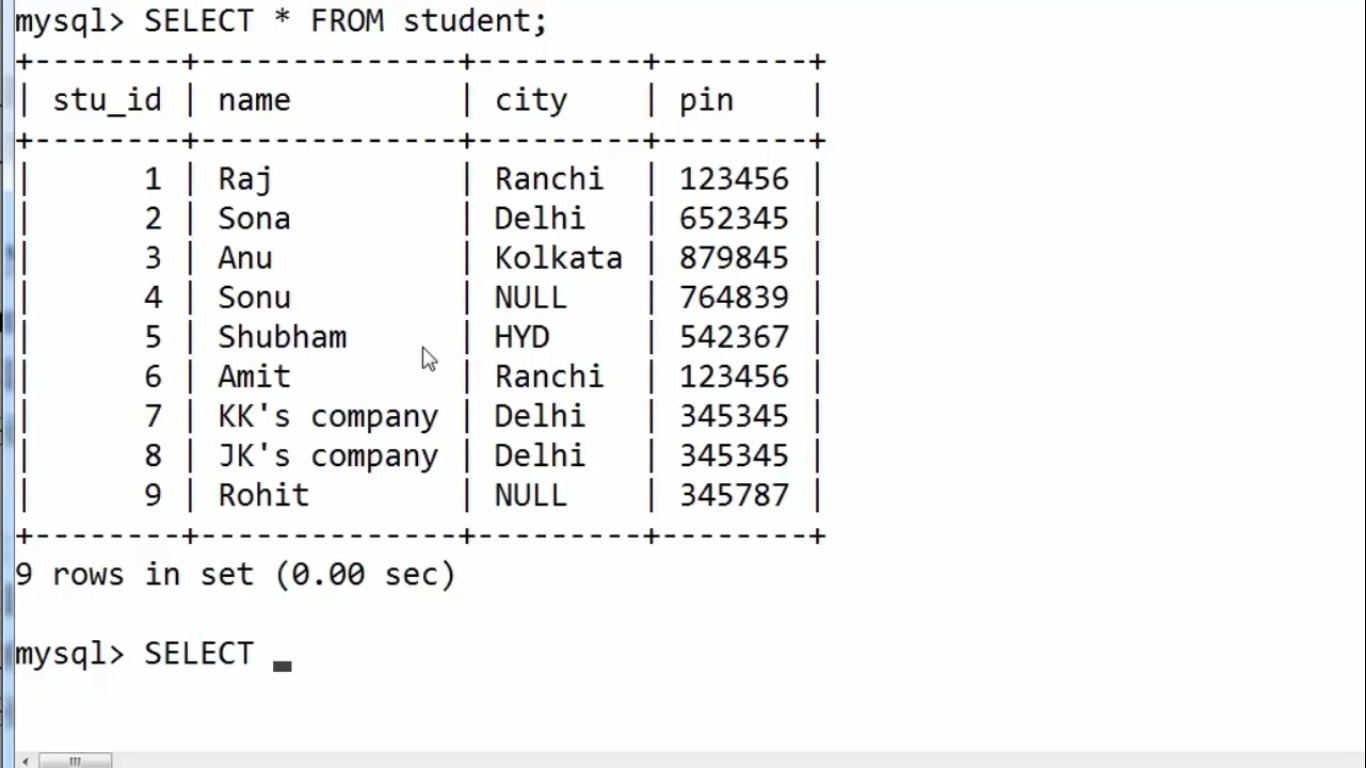 mysql> SELECT * FROM student;
+--------+--------------+---------+--------+
| stu_id | name         | city    | pin    |
+--------+--------------+---------+--------+
|      1 | Raj          | Ranchi  | 123456 |
|      2 | Sona         | Delhi   | 652345 |
|      3 | Anu          | Kolkata | 879845 |
|      4 | Sonu         | NULL    | 764839 |
|      5 | Shubham      | HYD     | 542367 |
|      6 | Amit         | Ranchi  | 123456 |
|      7 | KK's company | Delhi   | 345345 |
|      8 | JK's company | Delhi   | 345345 |
|      9 | Rohit        | NULL    | 345787 |
+--------+--------------+---------+--------+
9 rows in set (0.00 sec)
mysql> SELECT